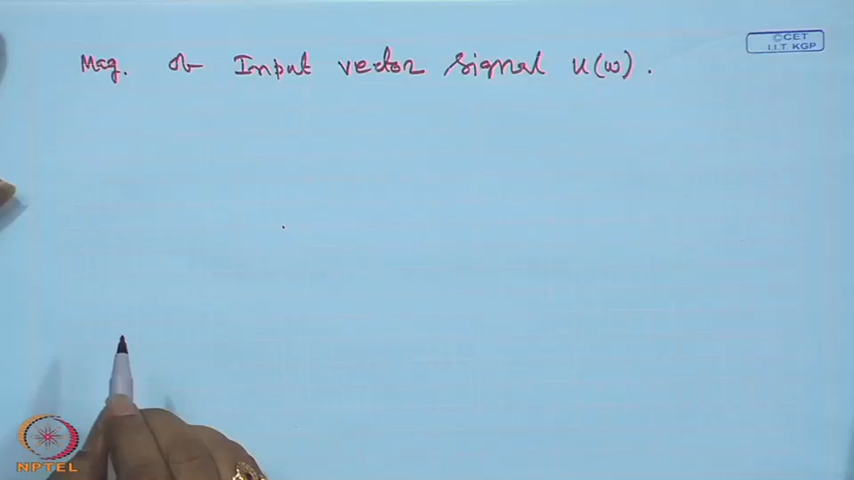 ©CET
I.I.T. KGP
Mag. of Input vector signal u(ω).
NPTEL